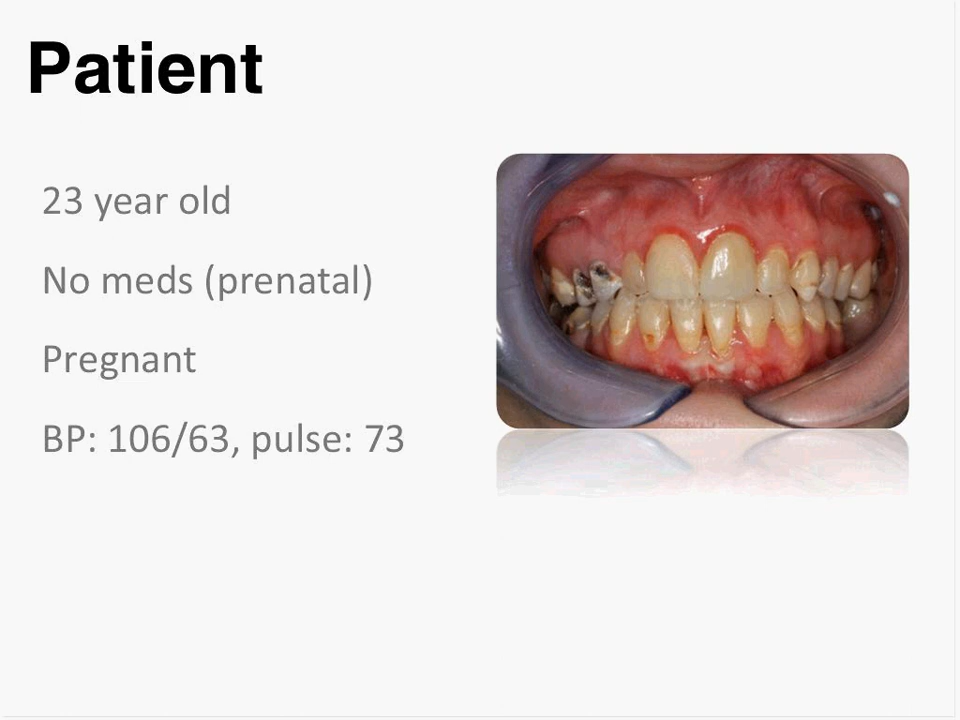 Patient
23 year old
No meds (prenatal)
Pregnant
BP: 106/63, pulse: 73